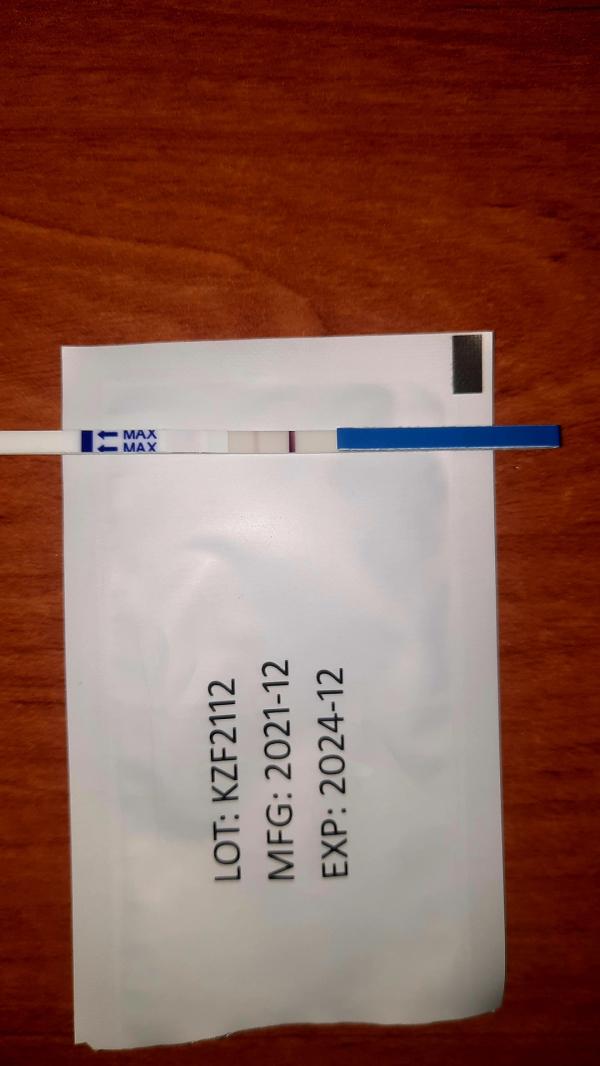 MAX
MAX
LOT: KZF2112
MFG: 2021-12
EXP: 2024-12